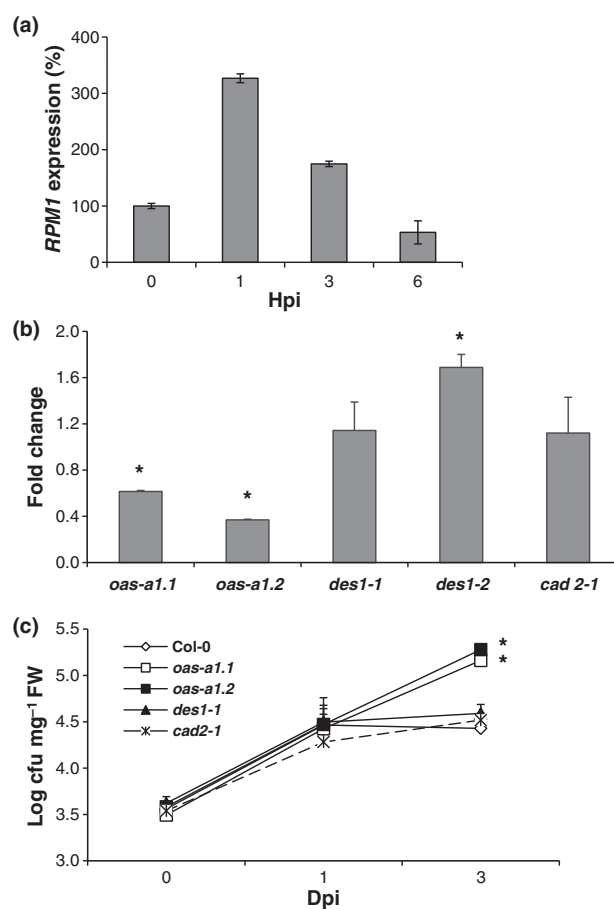 (a)
RPM1 expression (%)
400
300
200
100
0
0 1 3 6
Hpi
(b)
Fold change
2.0
1.6
1.2
0.8
0.4
0.0
* * *
oas-a1.1 oas-a1.2 des1-1 des1-2 cad 2-1
(c)
Log cfu mg⁻¹ FW
5.5
5.0
4.5
4.0
3.5
3.0
Col-0
oas-a1.1
oas-a1.2
des1-1
cad2-1
*
*
0 1 3
Dpi